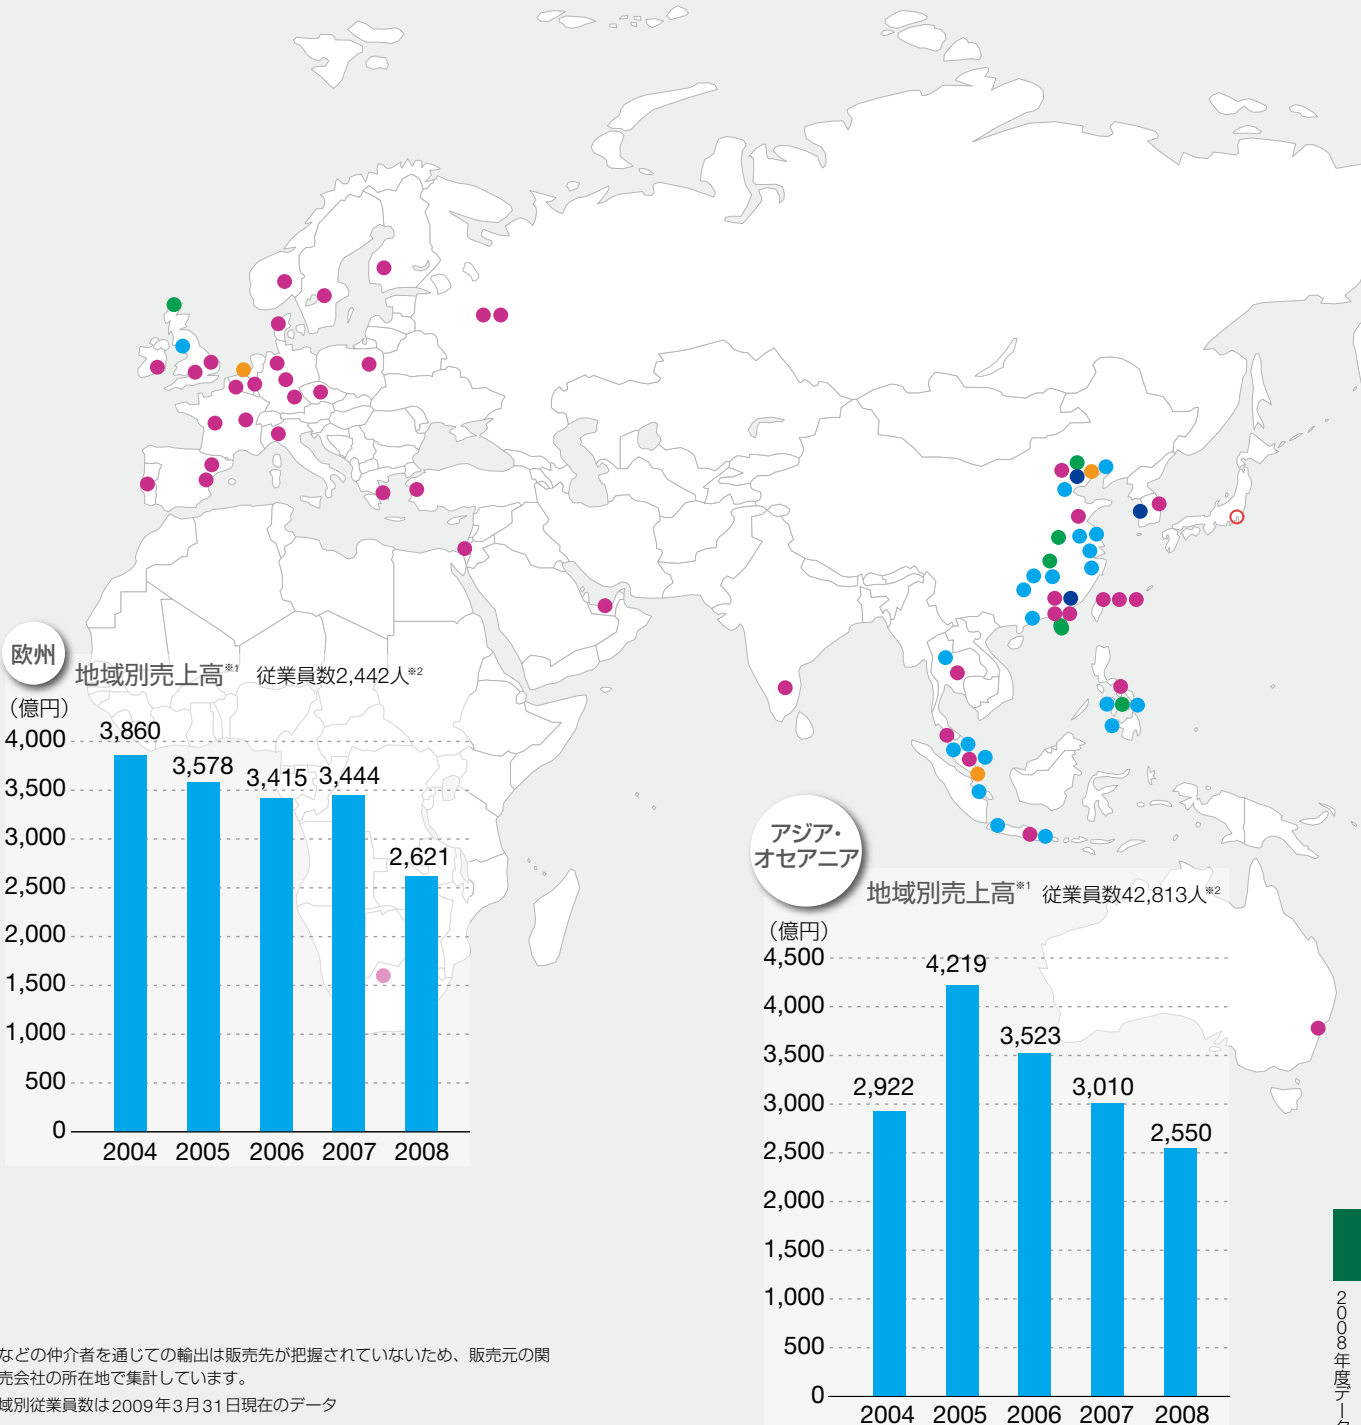 欧州
地域別売上高※1 従業員数2,442人※2
（億円）
4,000
3,500
3,000
2,500
2,000
1,500
1,000
500
0
3,860
3,578
3,415
3,444
2,621
2004 2005 2006 2007 2008
アジア・
オセアニア
地域別売上高※1 従業員数42,813人※2
（億円）
4,500
4,000
3,500
3,000
2,500
2,000
1,500
1,000
500
0
2,922
4,219
3,523
3,010
2,550
2004 2005 2006 2007 2008
などの仲介者を通じての輸出は販売先が把握されていないため、販売元の関
売会社の所在地で集計しています。
域別従業員数は2009年3月31日現在のデータ
2008年度データ